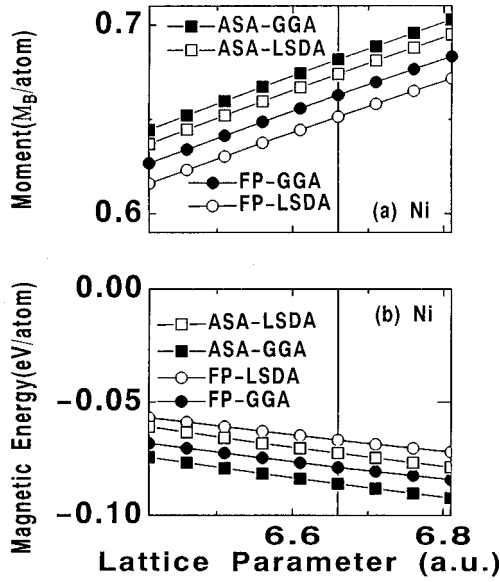 0.7
ASA-GGA
ASA-LSDA
FP-GGA
FP-LSDA
0.6
(a) Ni
Moment(MB/atom)
0.00
(b) Ni
ASA-LSDA
ASA-GGA
FP-LSDA
FP-GGA
-0.05
-0.10
Magnetic Energy(eV/atom)
6.6
6.8
Lattice Parameter (a.u.)